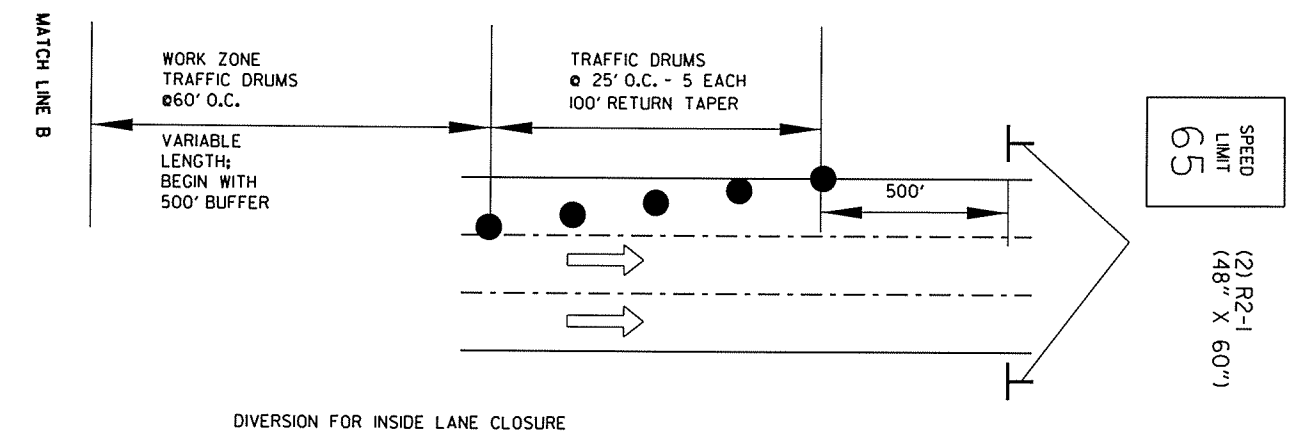 MATCH LINE B
WORK ZONE
TRAFFIC DRUMS
@60' O.C.
VARIABLE
LENGTH;
BEGIN WITH
500' BUFFER
TRAFFIC DRUMS
@ 25' O.C. - 5 EACH
100' RETURN TAPER
500'
SPEED
LIMIT
65
(2) R2-1
(48" X 60")
DIVERSION FOR INSIDE LANE CLOSURE